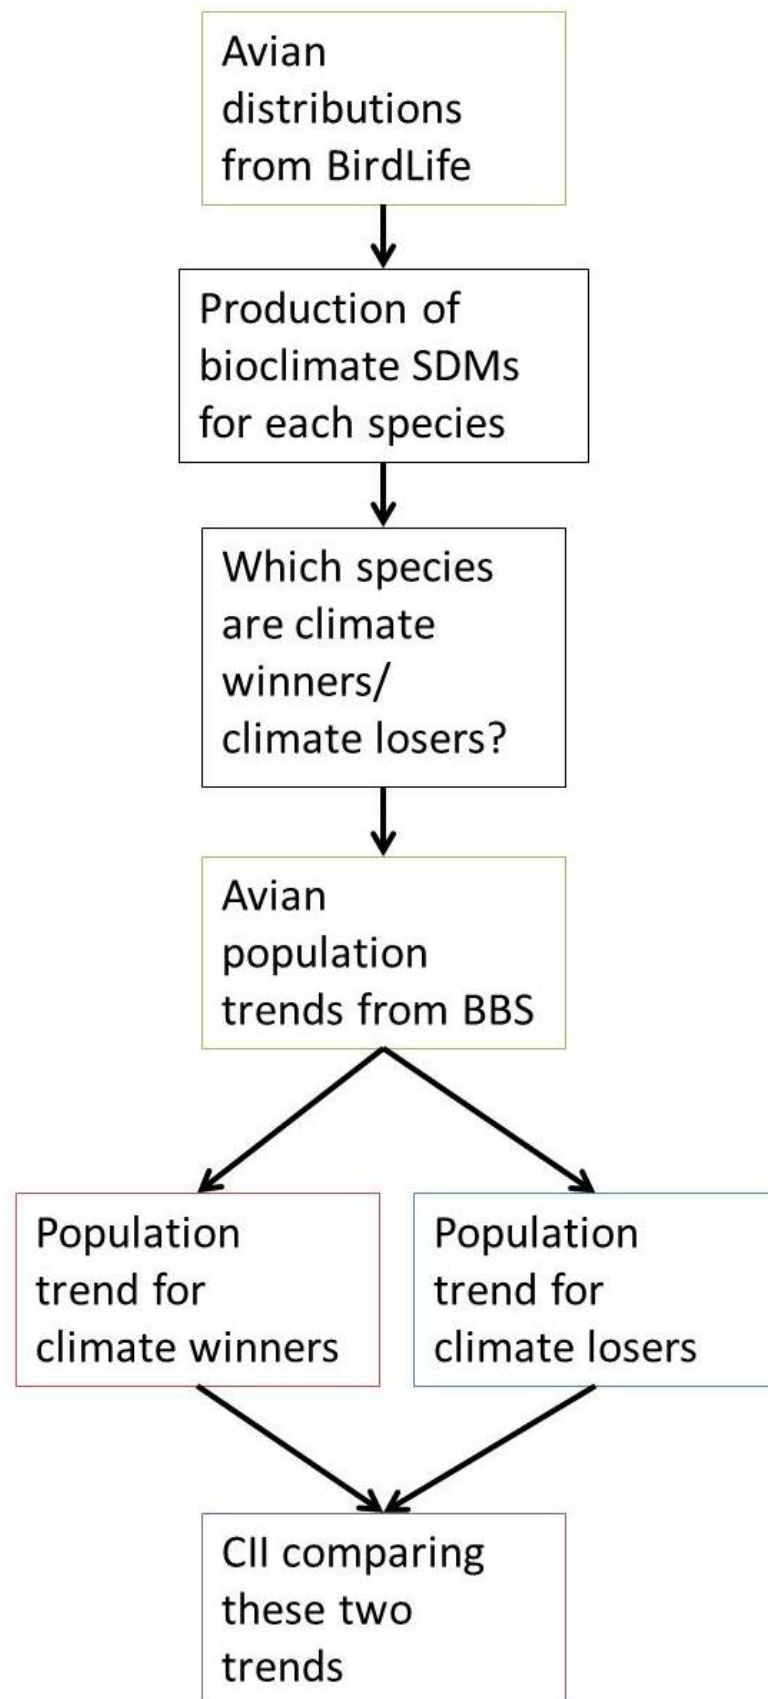 Avian
distributions
from BirdLife
Production of
bioclimate SDMs
for each species
Which species
are climate
winners/
climate losers?
Avian
population
trends from BBS
Population
trend for
climate winners
Population
trend for
climate losers
CII comparing
these two
trends